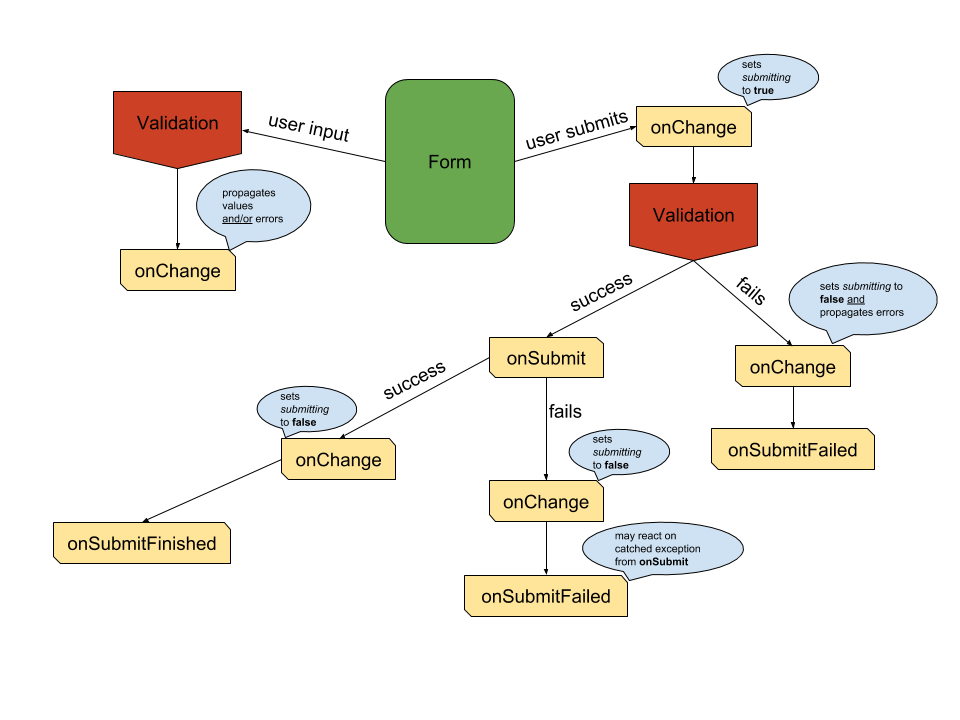 sets
submitting
to true
Validation
user input
Form
user submits
onChange
propagates
values
and/or errors
onChange
Validation
success
fails
sets submitting to
false and
propagates errors
onSubmit
onChange
success
fails
sets
submitting
to false
onChange
sets
submitting
to false
onSubmitFailed
onChange
onSubmitFinished
may react on
catched exception
from onSubmit
onSubmitFailed